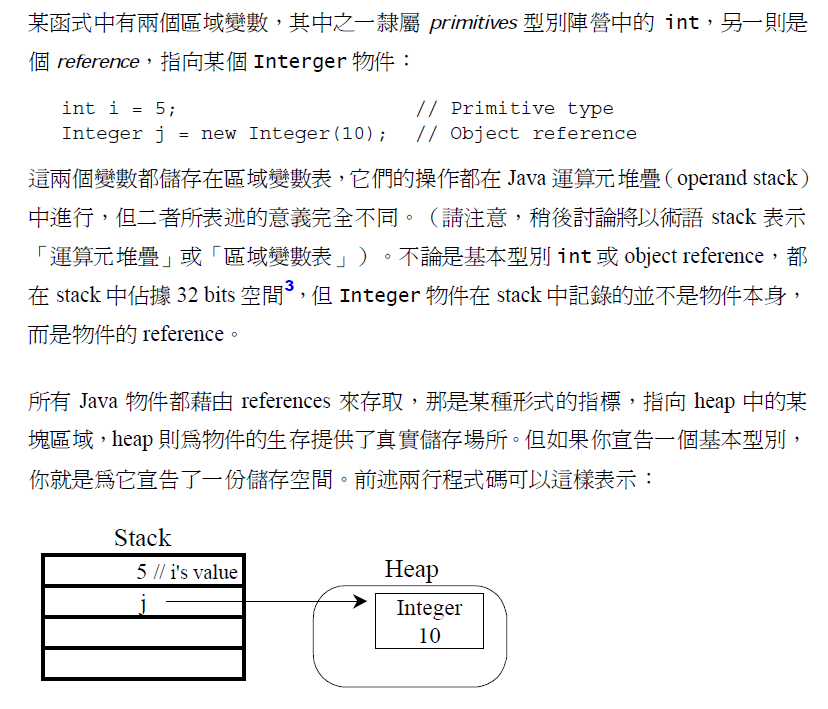 某函式中有兩個區域變數，其中之一隸屬 primitives 型別陣營中的 int，另一則是
個 reference，指向某個 Interger 物件：
int i = 5; // Primitive type
Integer j = new Integer(10); // Object reference
這兩個變數都儲存在區域變數表，它們的操作都在 Java 運算元堆疊（operand stack）
中進行，但二者所表述的意義完全不同。（請注意，稍後討論將以術語 stack 表示
「運算元堆疊」或「區域變數表」）。不論是基本型別 int 或 object reference，都
在 stack 中佔據 32 bits 空間3，但 Integer 物件在 stack 中記錄的並不是物件本身，
而是物件的 reference。
所有 Java 物件都藉由 references 來存取，那是某種形式的指標，指向 heap 中的某
塊區域，heap 則爲物件的生存提供了真實儲存場所。但如果你宣告一個基本型別，
你就是爲它宣告了一份儲存空間。前述兩行程式碼可以這樣表示：
Stack
5 // i's value
j
Heap
Integer
10